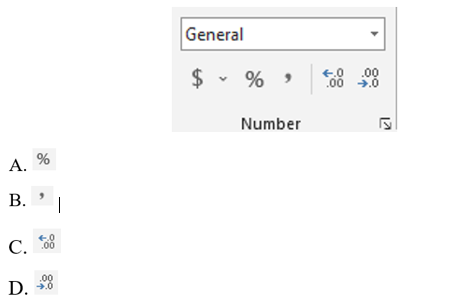 General
$ % , ←.0 .00 .00 →.0
Number
A. %
B. ,
C. ←.0 .00
D. .00 →.0